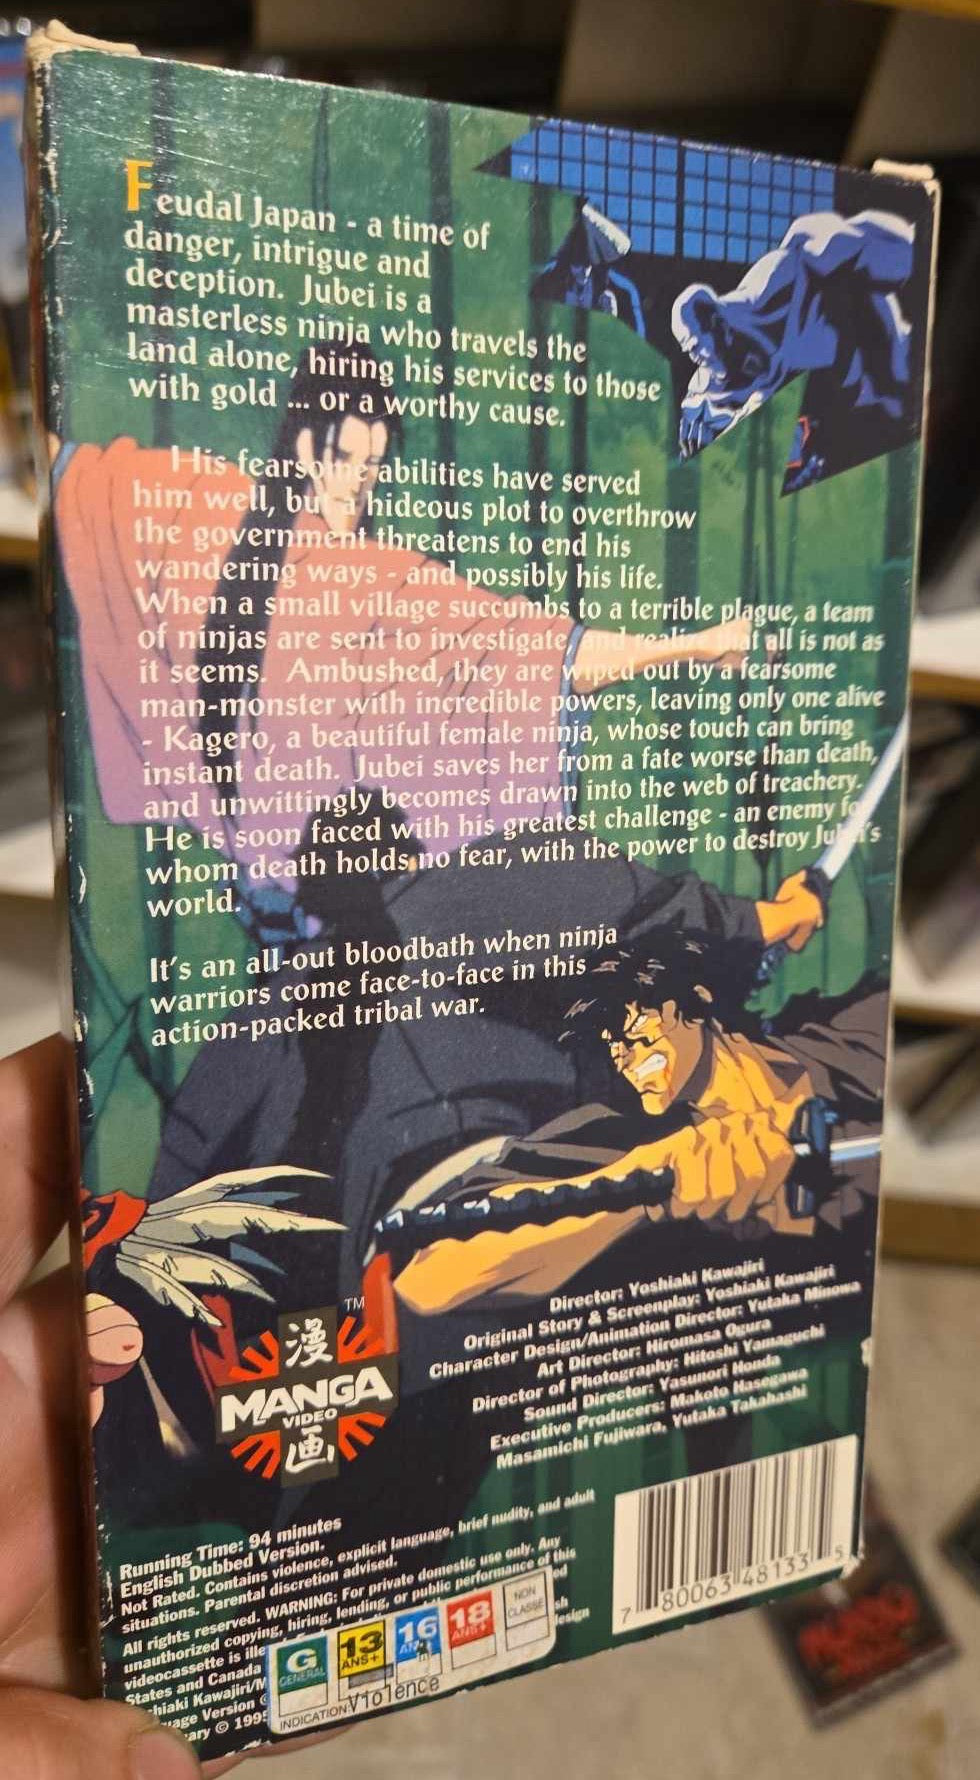 Feudal Japan - a time of
danger, intrigue and
deception. Jubei is a
masterless ninja who travels the
land alone, hiring his services to those
with gold ... or a worthy cause.
His fearsome abilities have served
him well, but a hideous plot to overthrow
the government threatens to end his
wandering ways - and possibly his life.
When a small village succumbs to a terrible plague, a team
of ninjas are sent to investigate, and realize that all is not as
it seems. Ambushed, they are wiped out by a fearsome
man-monster with incredible powers, leaving only one alive
- Kagero, a beautiful female ninja, whose touch can bring
instant death. Jubei saves her from a fate worse than death,
and unwittingly becomes drawn into the web of treachery.
He is soon faced with his greatest challenge - an enemy for
whom death holds no fear, with the power to destroy Jubei's
world.
It's an all-out bloodbath when ninja
warriors come face-to-face in this
action-packed tribal war.
Director: Yoshiaki Kawajiri
Original Story & Screenplay: Yoshiaki Kawajiri
Character Design/Animation Director: Yutaka Minowa
Art Director: Hiromasa Ogura
Director of Photography: Hitoshi Yamaguchi
Sound Director: Yasunori Honda
Executive Producers: Makoto Hasegawa
Masamichi Fujiwara, Yutaka Takahashi
TM
漫
MANGA
VIDEO
画
Running Time: 94 minutes
English Dubbed Version.
Not Rated. Contains violence, explicit language, brief nudity, and adult
situations. Parental discretion advised.
All rights reserved. WARNING: For private domestic use only. Any
unauthorized copying, hiring, lending, or public performance of this
videocassette is ille
States and Canada
hiaki Kawajiri/M
uage Version
ary © 1995
sh
esign
G
GENERAL
13
ANS+
16
ANS+
18
ANS+
NON
CLASSÉ
INDICATION: Violence
7 80063 48133 5